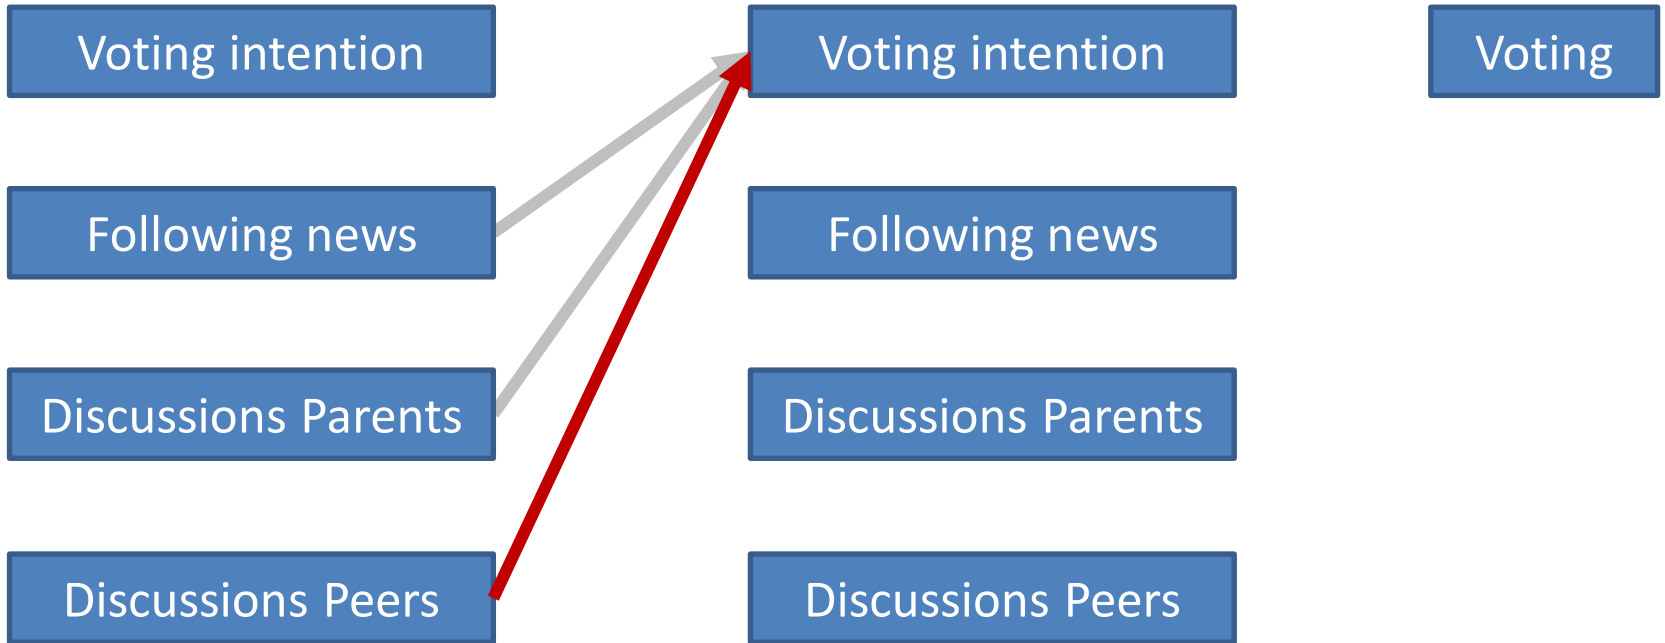 Voting intention
Voting intention
Voting
Following news
Following news
Discussions Parents
Discussions Parents
Discussions Peers
Discussions Peers